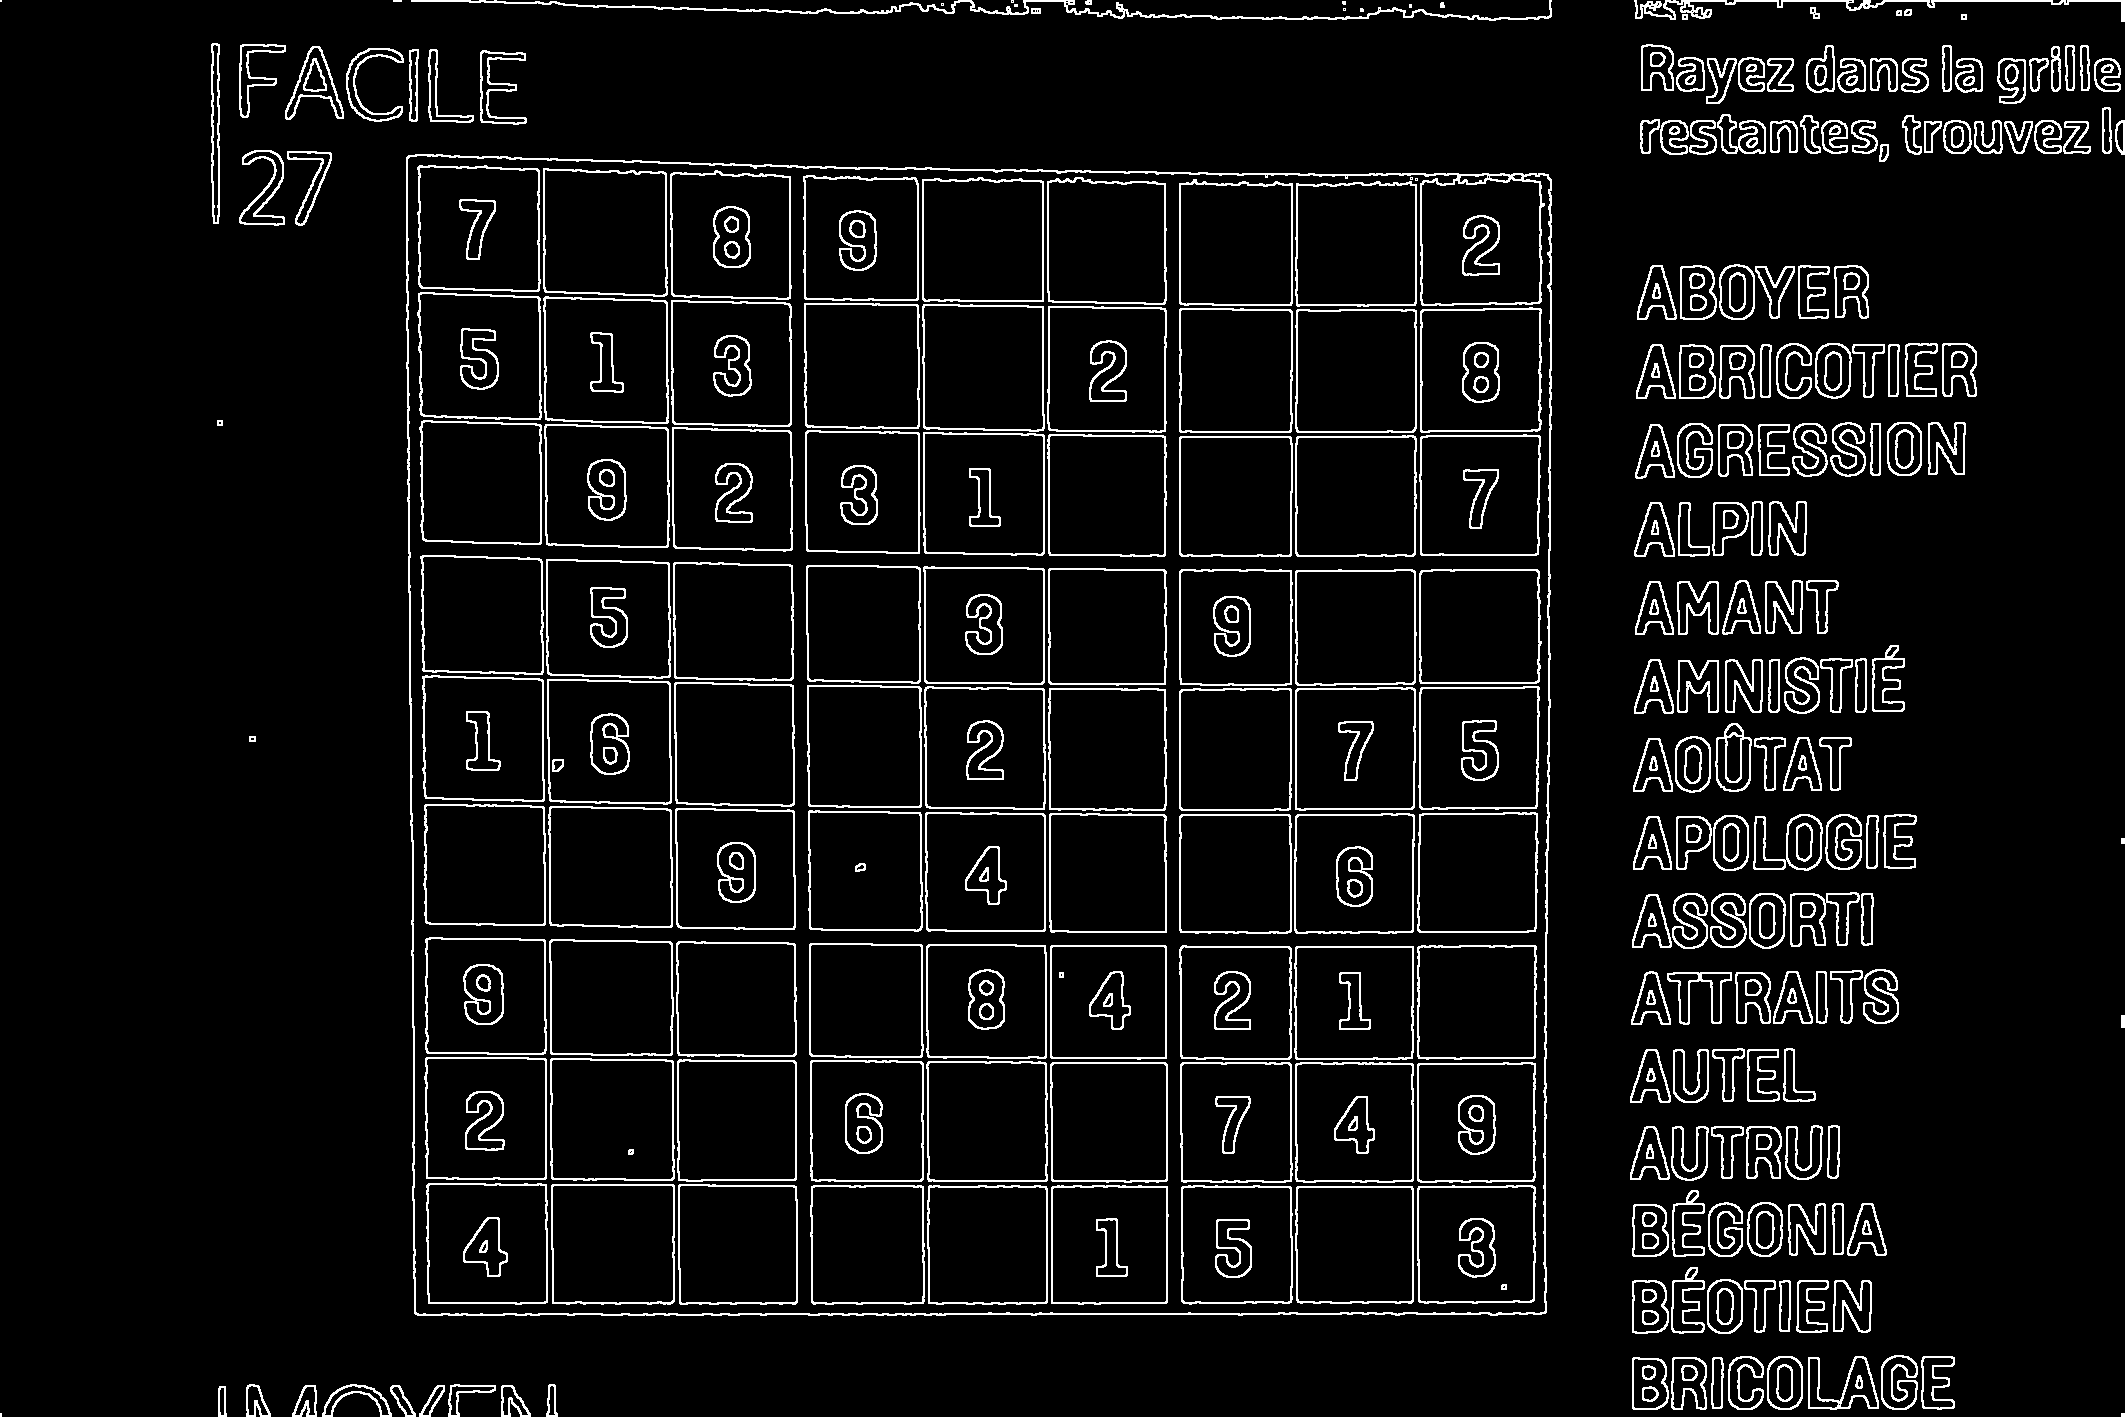 FACILE
27
7 8 9 2
5 1 3 2 8
9 2 3 1 7
5 3 9
1 6 2 7 5
9 4 6
9 8 4 2 1
2 6 7 4 9
4 1 5 3
MOYEN
Rayez dans la grille
restantes, trouvez
ABOYER
ABRICOTIER
AGRESSION
ALPIN
AMANT
AMNISTIÉ
AOÛTAT
APOLOGIE
ASSORTI
ATTRAITS
AUTEL
AUTRUI
BÉGONIA
BÉOTIEN
BRICOLAGE